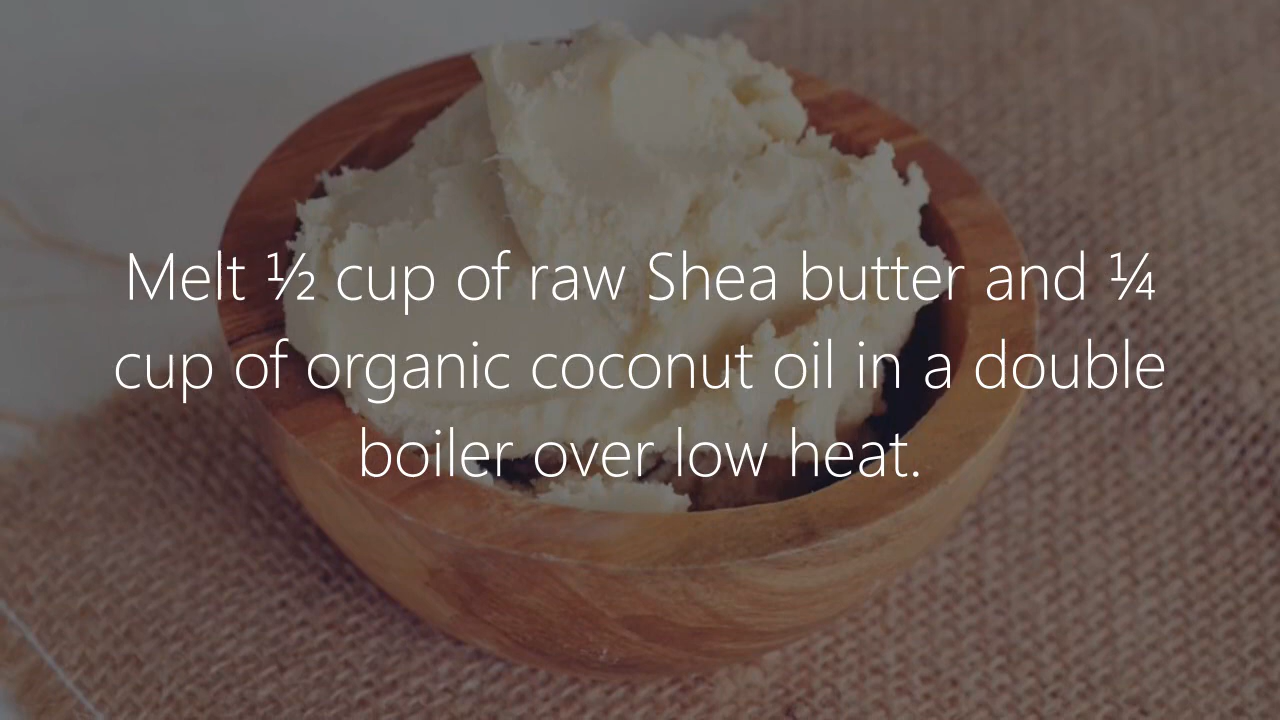 Melt ½ cup of raw Shea butter and ¼
cup of organic coconut oil in a double
boiler over low heat.